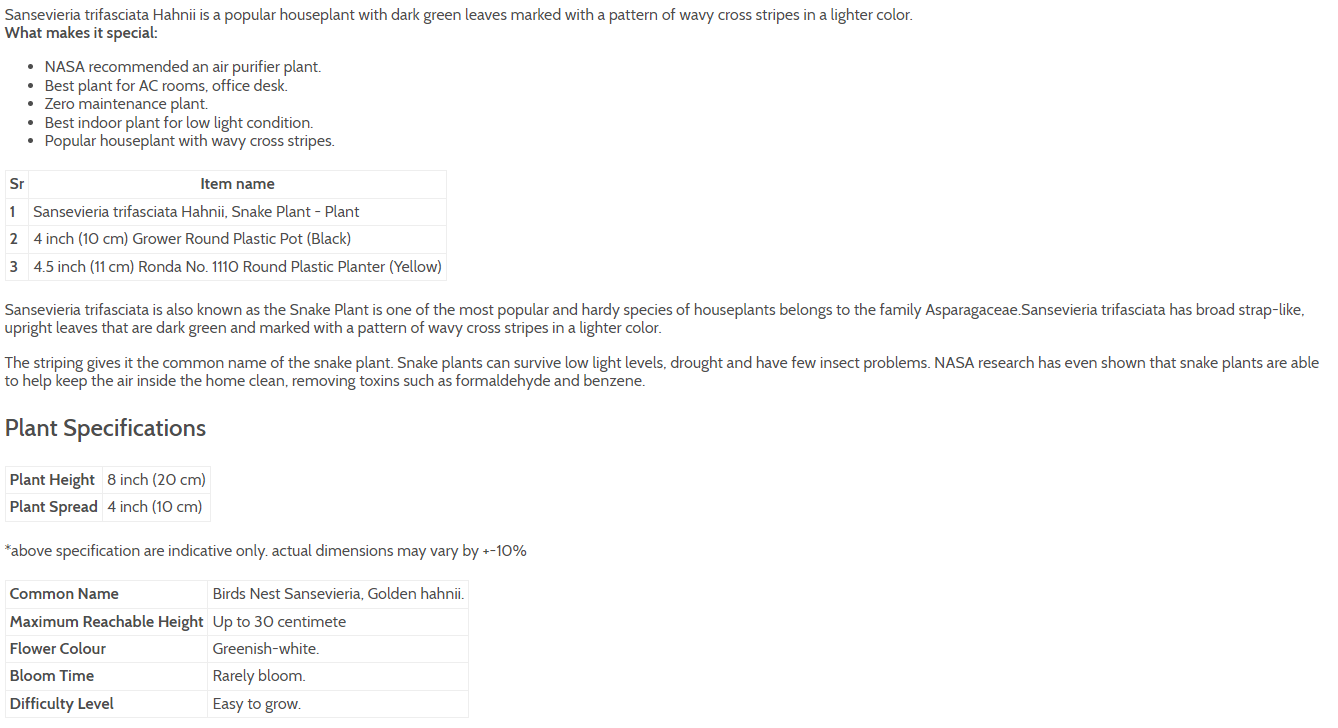 Sansevieria trifasciata Hahnii is a popular houseplant with dark green leaves marked with a pattern of wavy cross stripes in a lighter color.
What makes it special:
• NASA recommended an air purifier plant.
• Best plant for AC rooms, office desk.
• Zero maintenance plant.
• Best indoor plant for low light condition.
• Popular houseplant with wavy cross stripes.
Sr Item name
1 Sansevieria trifasciata Hahnii, Snake Plant - Plant
2 4 inch (10 cm) Grower Round Plastic Pot (Black)
3 4.5 inch (11 cm) Ronda No. 1110 Round Plastic Planter (Yellow)
Sansevieria trifasciata is also known as the Snake Plant is one of the most popular and hardy species of houseplants belongs to the family Asparagaceae.Sansevieria trifasciata has broad strap-like,
upright leaves that are dark green and marked with a pattern of wavy cross stripes in a lighter color.
The striping gives it the common name of the snake plant. Snake plants can survive low light levels, drought and have few insect problems. NASA research has even shown that snake plants are able
to help keep the air inside the home clean, removing toxins such as formaldehyde and benzene.
Plant Specifications
Plant Height 8 inch (20 cm)
Plant Spread 4 inch (10 cm)
*above specification are indicative only. actual dimensions may vary by +-10%
Common Name Birds Nest Sansevieria, Golden hahnii.
Maximum Reachable Height Up to 30 centimete
Flower Colour Greenish-white.
Bloom Time Rarely bloom.
Difficulty Level Easy to grow.